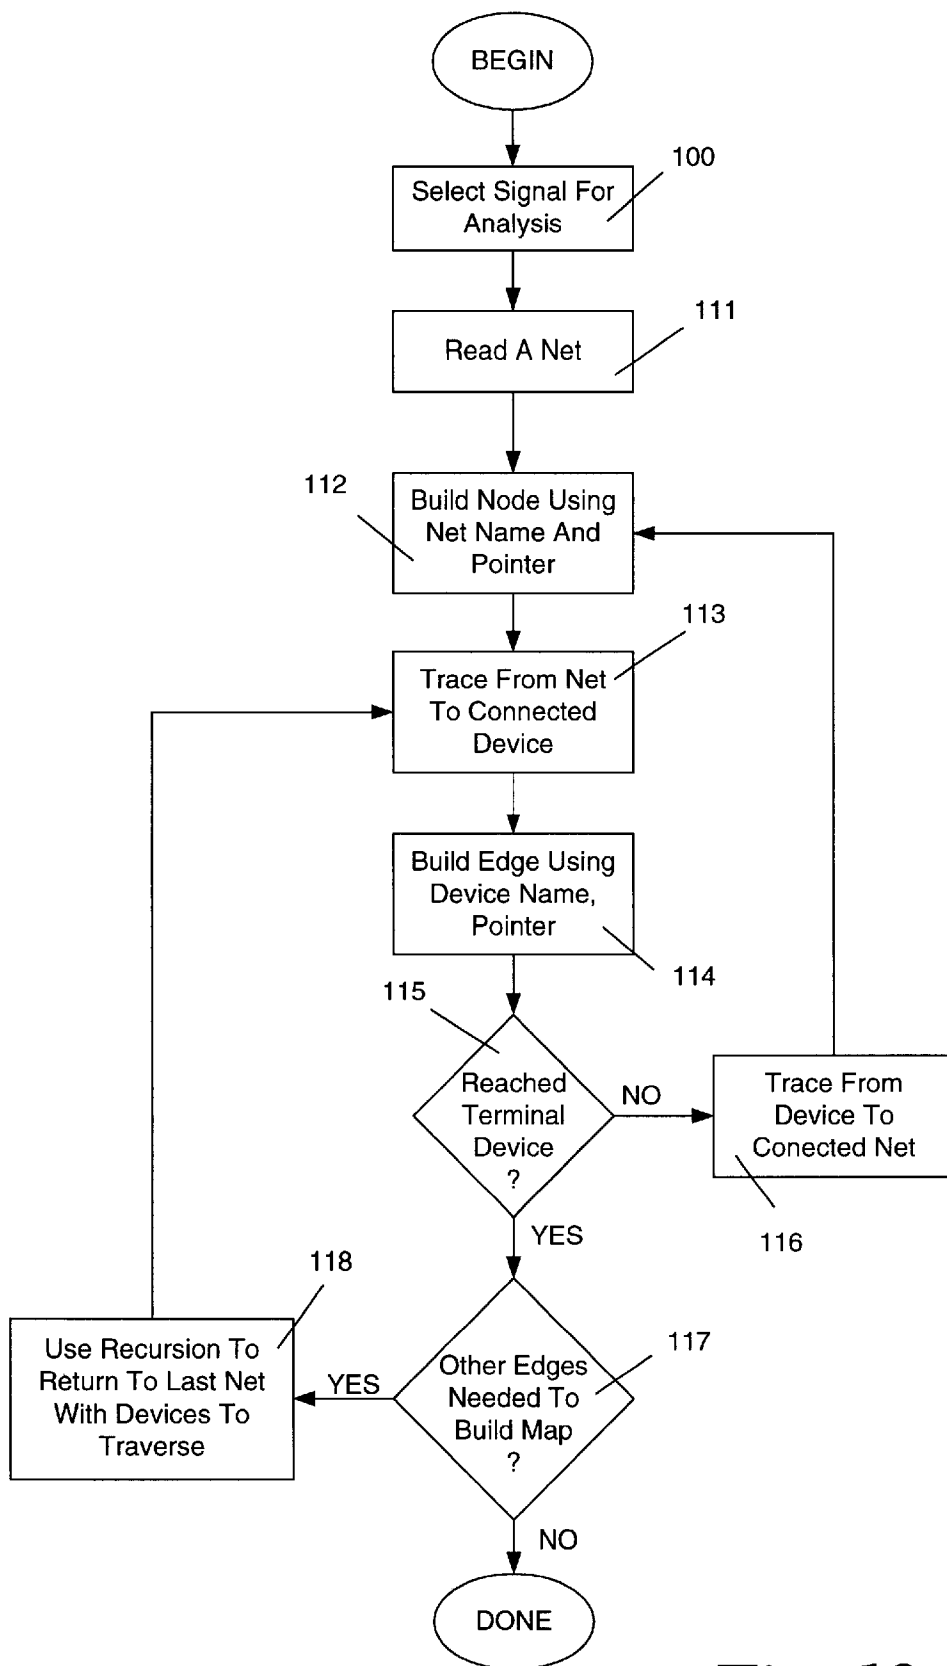 BEGIN
100
Select Signal For
Analysis
111
Read A Net
112
Build Node Using
Net Name And
Pointer
113
Trace From Net
To Connected
Device
Build Edge Using
Device Name,
Pointer
114
115
Reached
Terminal
Device
?
NO
Trace From
Device To
Conected Net
116
YES
118
Use Recursion To
Return To Last Net
With Devices To
Traverse
YES
117
Other Edges
Needed To
Build Map
?
NO
DONE